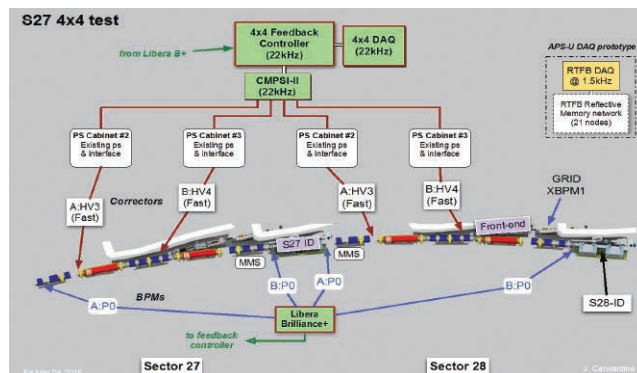 S27 4x4 test
from Libera B+
4x4 Feedback
Controller
(22kHz)
4x4 DAQ
(22kHz)
CMPSI-II
(22kHz)
APS-U DAQ prototype
RTFB DAQ
@ 1.5kHz
RTFB Reflective
Memory network
(21 nodes)
PS Cabinet #2
Existing ps
& interface
PS Cabinet #3
Existing ps
& interface
PS Cabinet #2
Existing ps
& interface
PS Cabinet #3
Existing ps
& interface
A:HV3
(Fast)
Correctors
B:HV4
(Fast)
A:HV3
(Fast)
B:HV4
(Fast)
GRID
XBPM1
S27 ID
Front-end
MMS
MMS
A:P0
BPMs
B:P0
A:P0
B:P0
S28-ID
Libera
Brilliance+
to feedback
controller
Sector 27
Sector 28
Fri Mar 04 2016
J. Carwardine